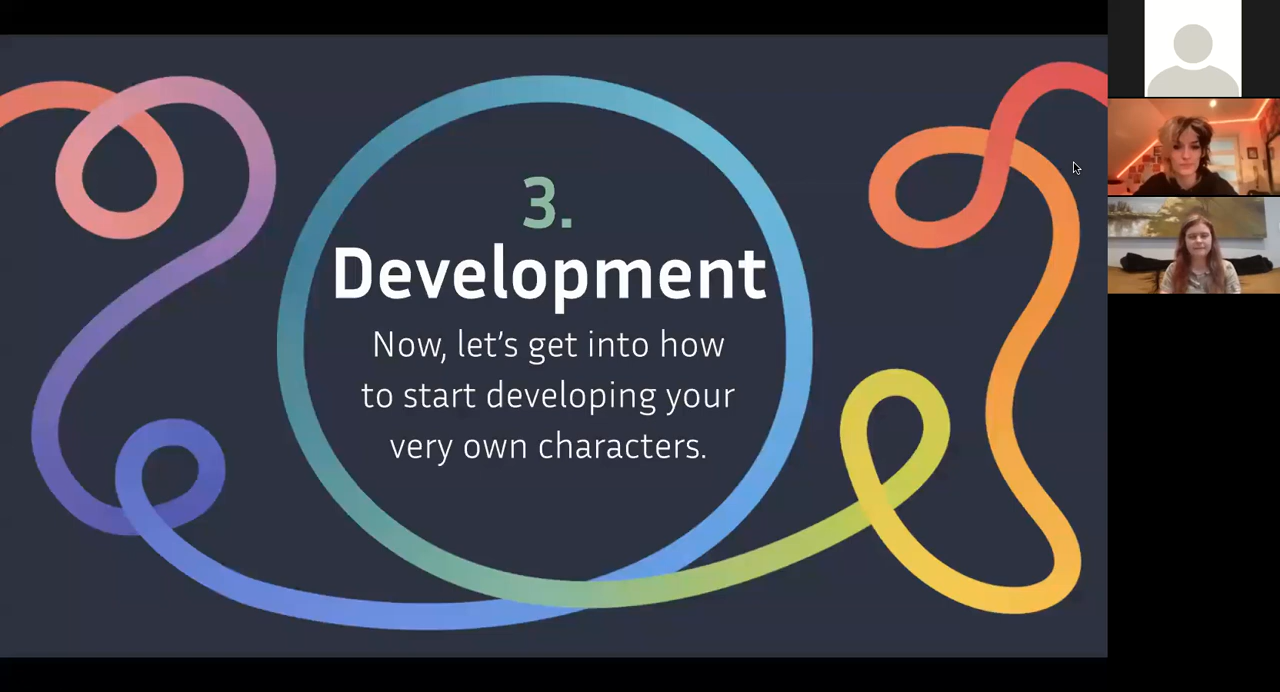 3.
Development
Now, let’s get into how
to start developing your
very own characters.